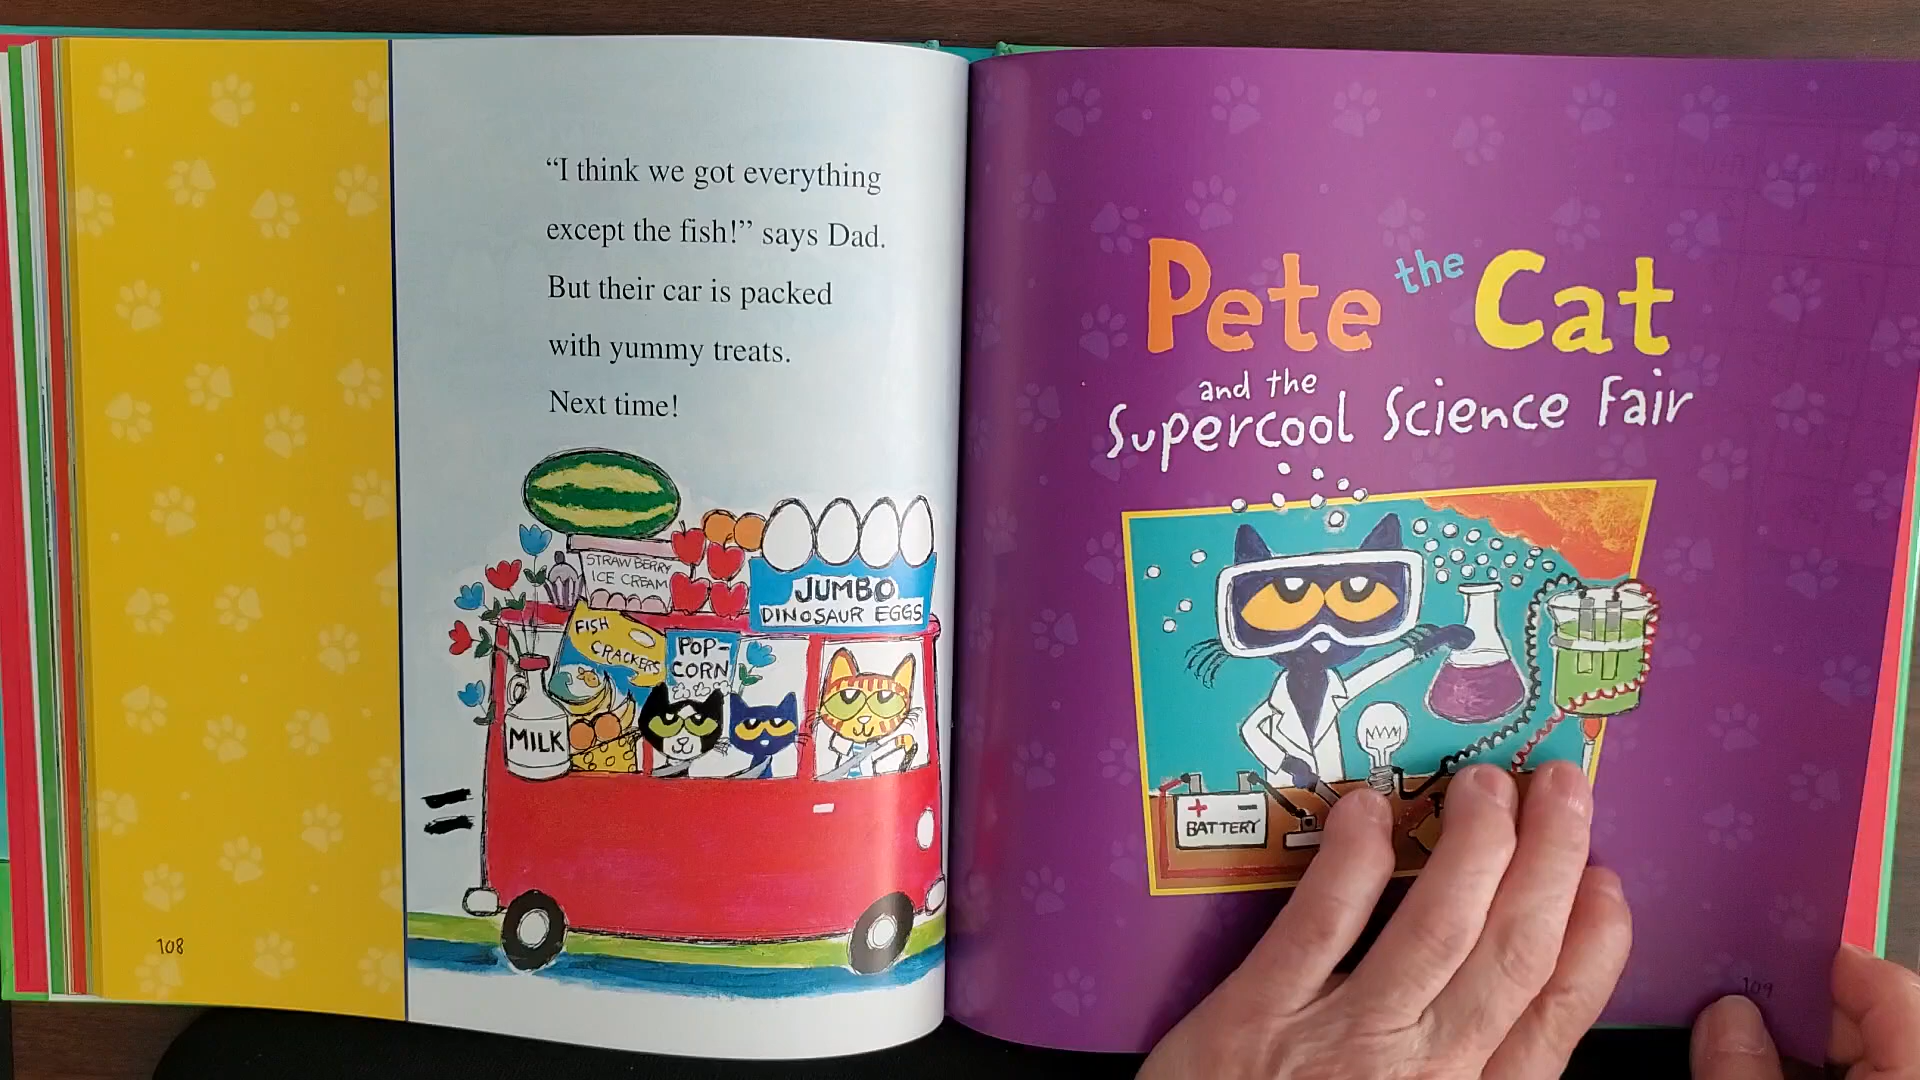 “I think we got everything
except the fish!” says Dad.
But their car is packed
with yummy treats.
Next time!
STRAWBERRY
ICE CREAM
JUMBO
DINOSAUR EGGS
FISH
CRACKERS
POP-
CORN
MILK
108
Pete the Cat
and the
Supercool Science Fair
+ −
BATTERY
109